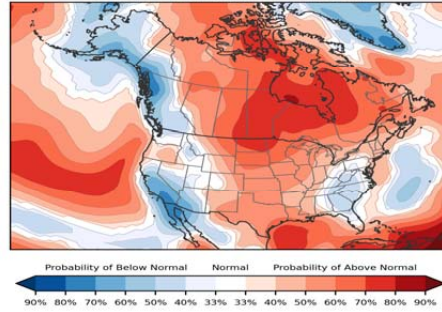 Probability of Below Normal Normal Probability of Above Normal
90% 80% 70% 60% 50% 40% 33% 33% 40% 50% 60% 70% 80% 90%